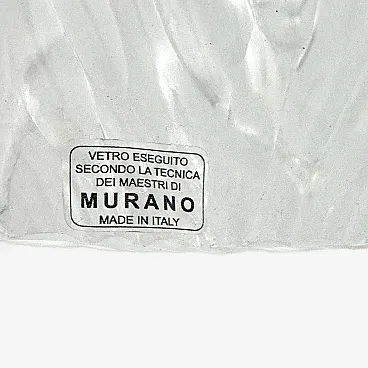 VETRO ESEGUITO
SECONDO LA TECNICA
DEI MAESTRI DI
MURANO
MADE IN ITALY